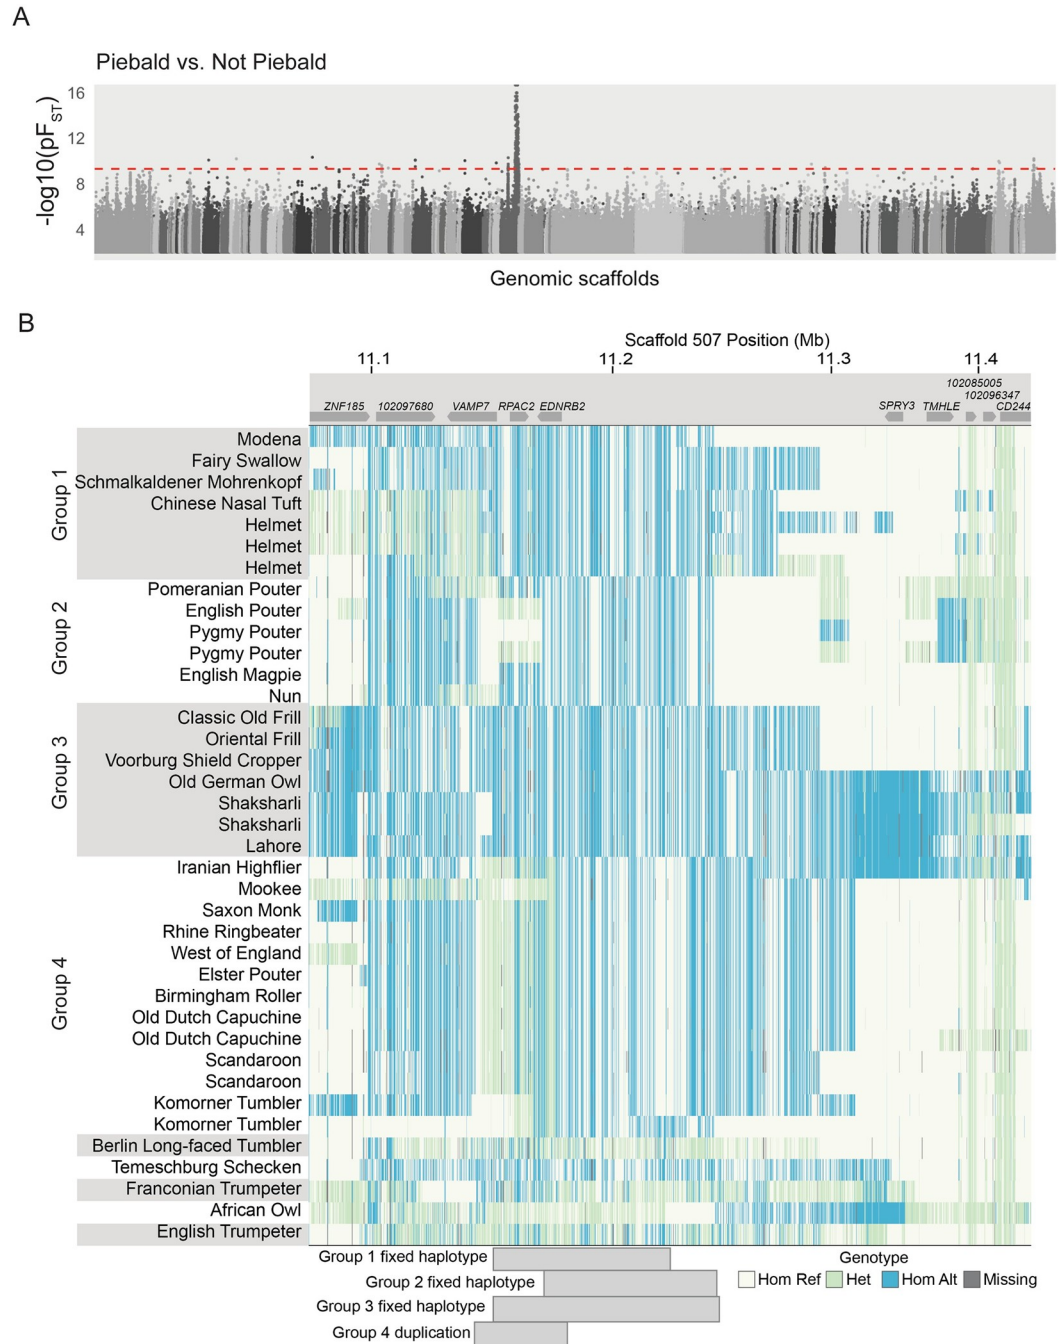 A
Piebald vs. Not Piebald
-log10(pFST)
16
12
8
4
Genomic scaffolds
B
Scaffold 507 Position (Mb)
11.1 11.2 11.3 11.4
102085005
102096347
ZNF185 102097680 VAMP7 RPAC2 EDNRB2 SPRY3 TMHLE CD244
Group 1
Modena
Fairy Swallow
Schmalkaldener Mohrenkopf
Chinese Nasal Tuft
Helmet
Helmet
Helmet
Group 2
Pomeranian Pouter
English Pouter
Pygmy Pouter
Pygmy Pouter
English Magpie
Nun
Group 3
Classic Old Frill
Oriental Frill
Voorburg Shield Cropper
Old German Owl
Shaksharli
Shaksharli
Lahore
Group 4
Iranian Highflier
Mookee
Saxon Monk
Rhine Ringbeater
West of England
Elster Pouter
Birmingham Roller
Old Dutch Capuchine
Old Dutch Capuchine
Scandaroon
Scandaroon
Komorner Tumbler
Komorner Tumbler
Berlin Long-faced Tumbler
Temeschburg Schecken
Franconian Trumpeter
African Owl
English Trumpeter
Group 1 fixed haplotype
Group 2 fixed haplotype
Group 3 fixed haplotype
Group 4 duplication
Genotype
Hom Ref Het Hom Alt Missing